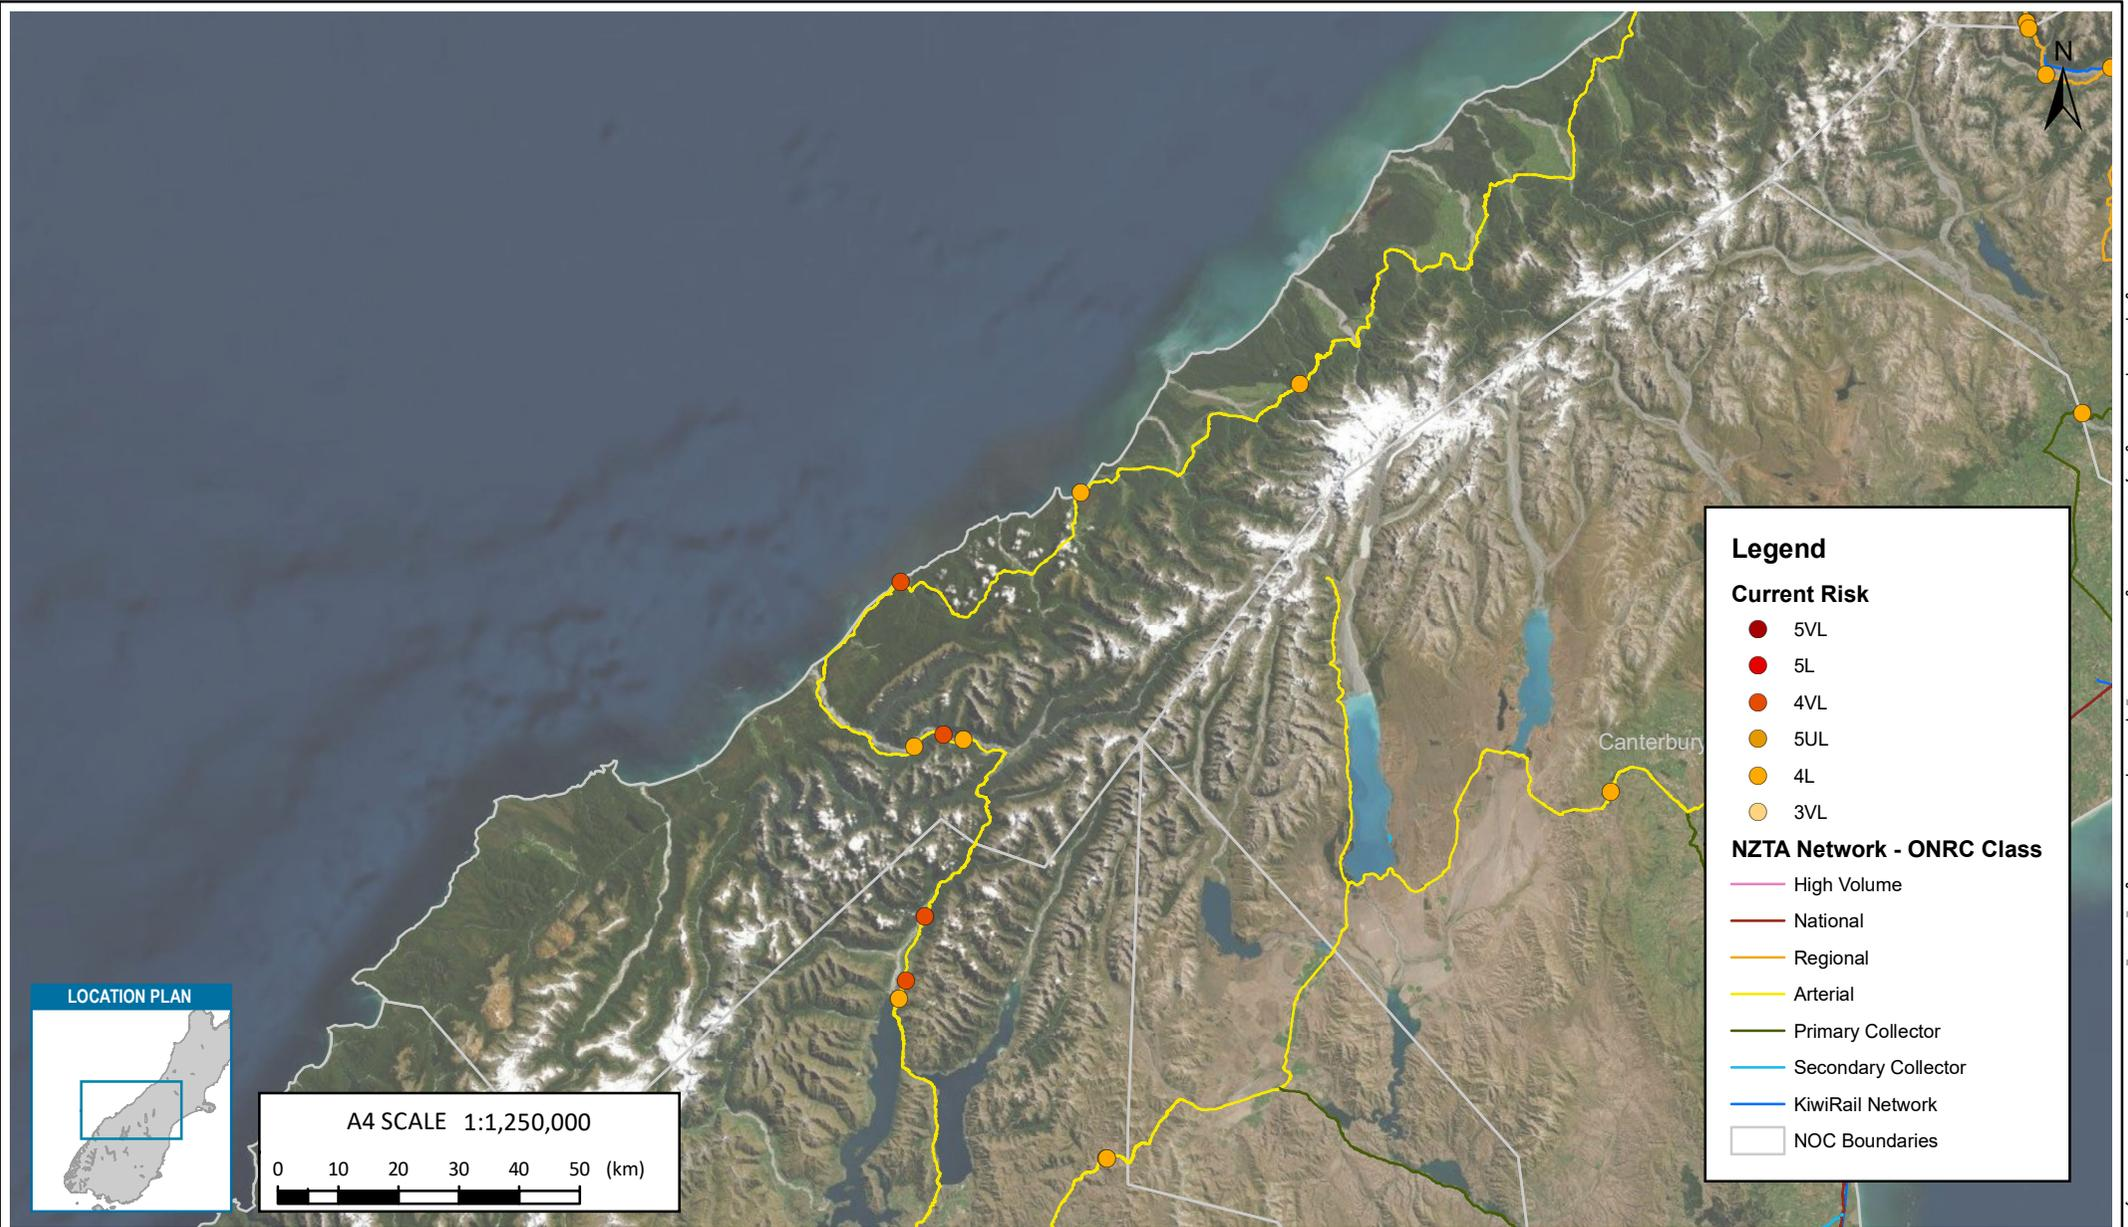 N
Canterbury
Legend
Current Risk
5VL
5L
4VL
5UL
4L
3VL
NZTA Network - ONRC Class
High Volume
National
Regional
Arterial
Primary Collector
Secondary Collector
KiwiRail Network
NOC Boundaries
LOCATION PLAN
A4 SCALE 1:1,250,000
0 10 20 30 40 50 (km)